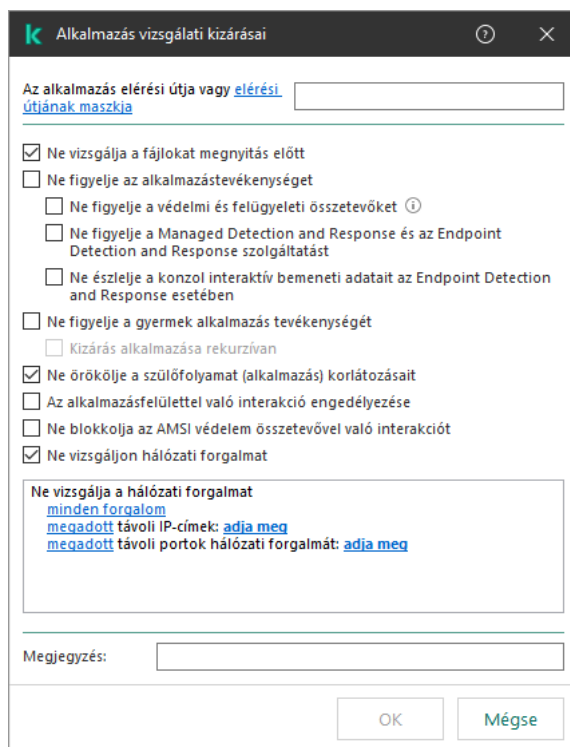 Alkalmazás vizsgálati kizárásai
Az alkalmazás elérési útja vagy elérési
útjának maszkja
Ne vizsgálja a fájlokat megnyitás előtt
Ne figyelje az alkalmazástevékenységet
Ne figyelje a védelmi és felügyeleti összetevőket
Ne figyelje a Managed Detection and Response és az Endpoint
Detection and Response szolgáltatást
Ne észlelje a konzol interaktív bemeneti adatait az Endpoint Detection
and Response esetében
Ne figyelje a gyermek alkalmazás tevékenységét
Kizárás alkalmazása rekurzívan
Ne örökölje a szülőfolyamat (alkalmazás) korlátozásait
Az alkalmazásfelülettel való interakció engedélyezése
Ne blokkolja az AMSI védelem összetevővel való interakciót
Ne vizsgáljon hálózati forgalmat
Ne vizsgálja a hálózati forgalmat
minden forgalom
megadott távoli IP-címek: adja meg
megadott távoli portok hálózati forgalmát: adja meg
Megjegyzés:
OK
Mégse